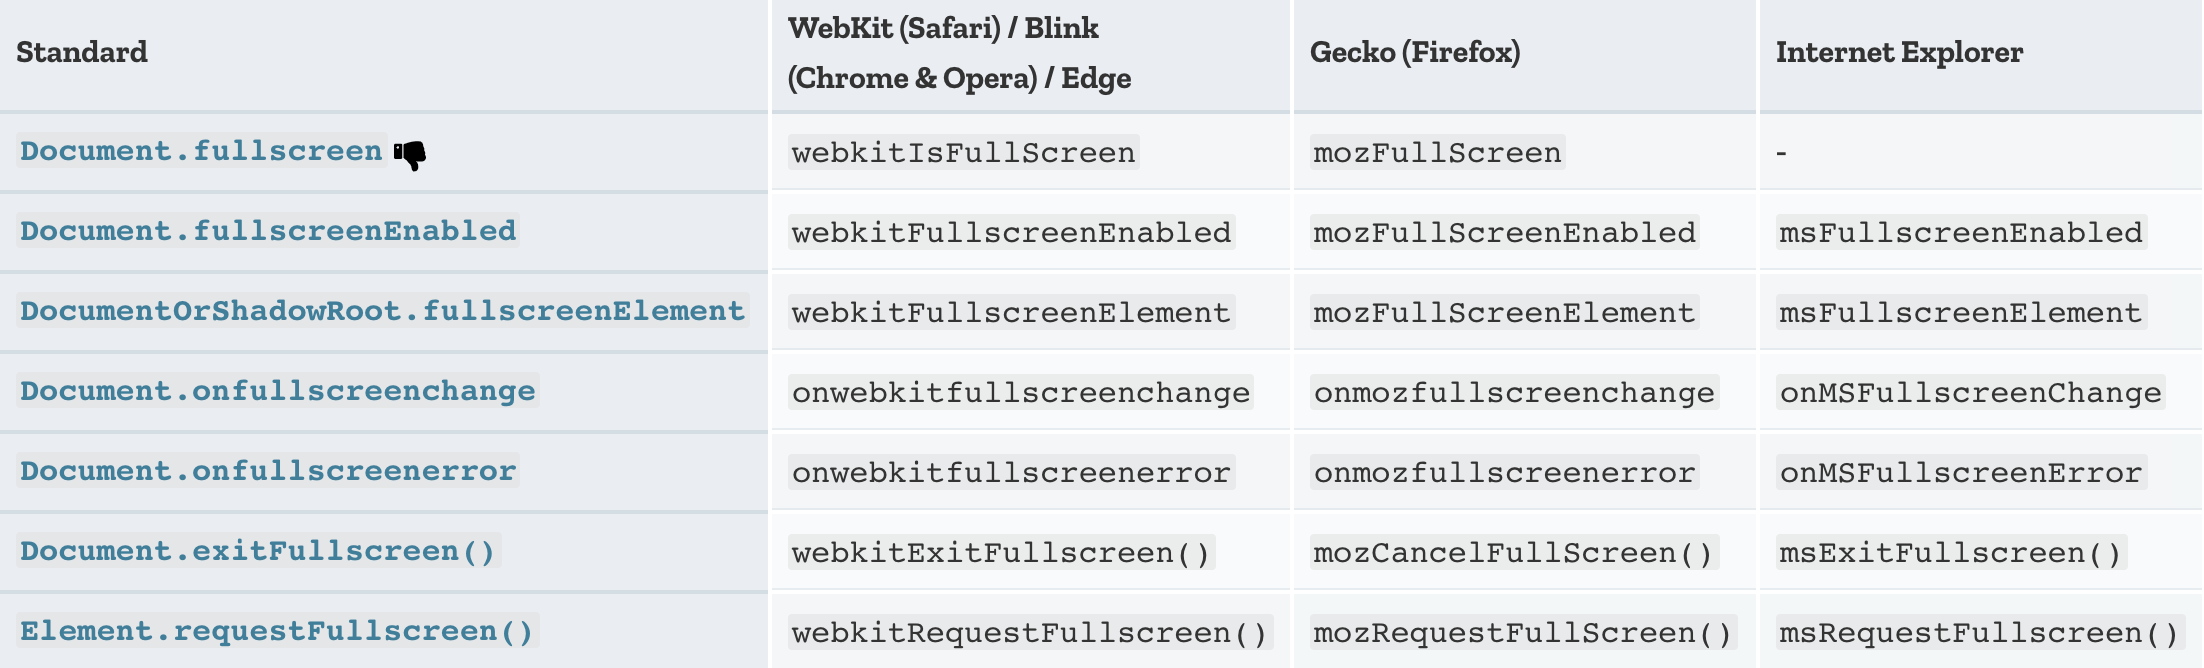 Standard
WebKit (Safari) / Blink
(Chrome & Opera) / Edge
Gecko (Firefox)
Internet Explorer
Document.fullscreen
webkitIsFullScreen
mozFullScreen
-
Document.fullscreenEnabled
webkitFullscreenEnabled
mozFullScreenEnabled
msFullscreenEnabled
DocumentOrShadowRoot.fullscreenElement
webkitFullscreenElement
mozFullScreenElement
msFullscreenElement
Document.onfullscreenchange
onwebkitfullscreenchange
onmozfullscreenchange
onMSFullscreenChange
Document.onfullscreenerror
onwebkitfullscreenerror
onmozfullscreenerror
onMSFullscreenError
Document.exitFullscreen()
webkitExitFullscreen()
mozCancelFullScreen()
msExitFullscreen()
Element.requestFullscreen()
webkitRequestFullscreen()
mozRequestFullScreen()
msRequestFullscreen()